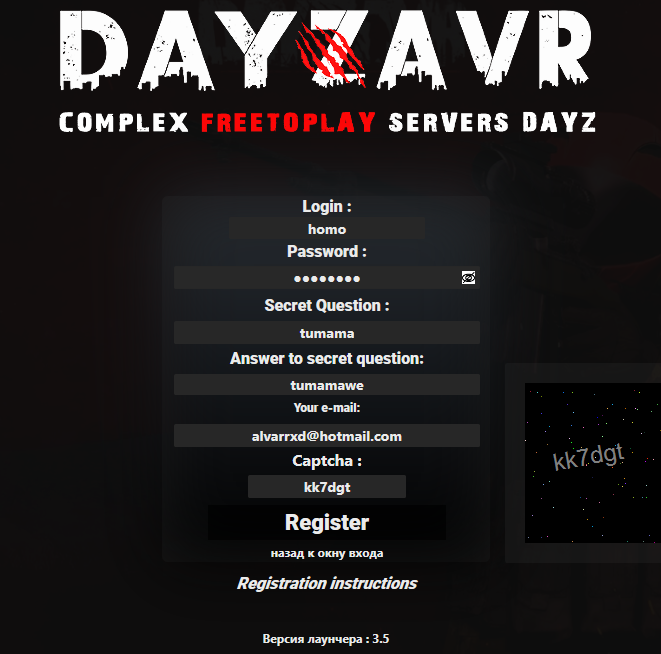 DAYZAVR
COMPLEX FREETOPLAY SERVERS DAYZ
Login :
homo
Password :
●●●●●●●●
Secret Question :
tumama
Answer to secret question:
tumamawe
Your e-mail:
alvarrxd@hotmail.com
Captcha :
kk7dgt
kk7dgt
Register
назад к окну входа
Registration instructions
Версия лаунчера : 3.5